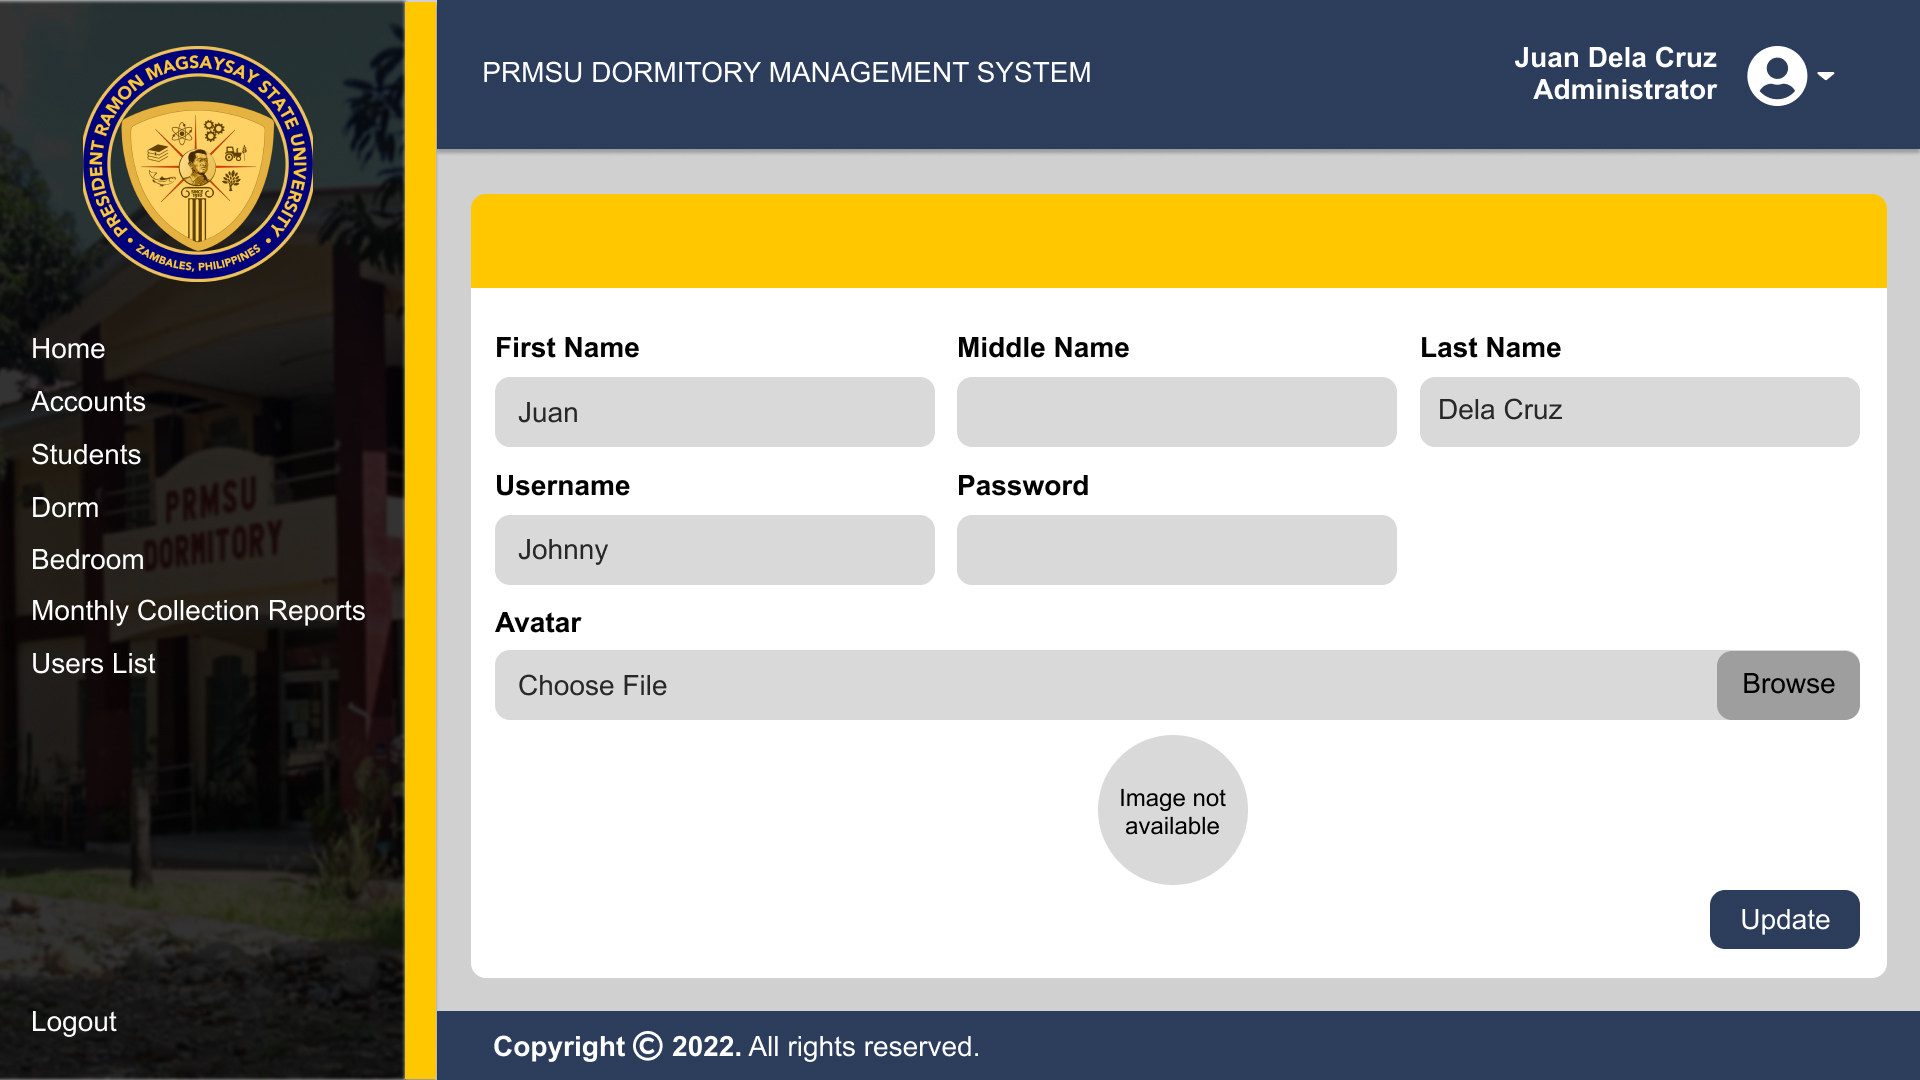 PRESIDENT RAMON MAGSAYSAY STATE UNIVERSITY
ZAMBALES, PHILIPPINES
PRMSU DORMITORY MANAGEMENT SYSTEM
Juan Dela Cruz
Administrator
Home
Accounts
Students
Dorm
Bedroom
Monthly Collection Reports
Users List
Logout
PRMSU
DORMITORY
First Name
Middle Name
Last Name
Juan
Dela Cruz
Username
Password
Johnny
Avatar
Choose File
Browse
Image not
available
Update
Copyright © 2022. All rights reserved.